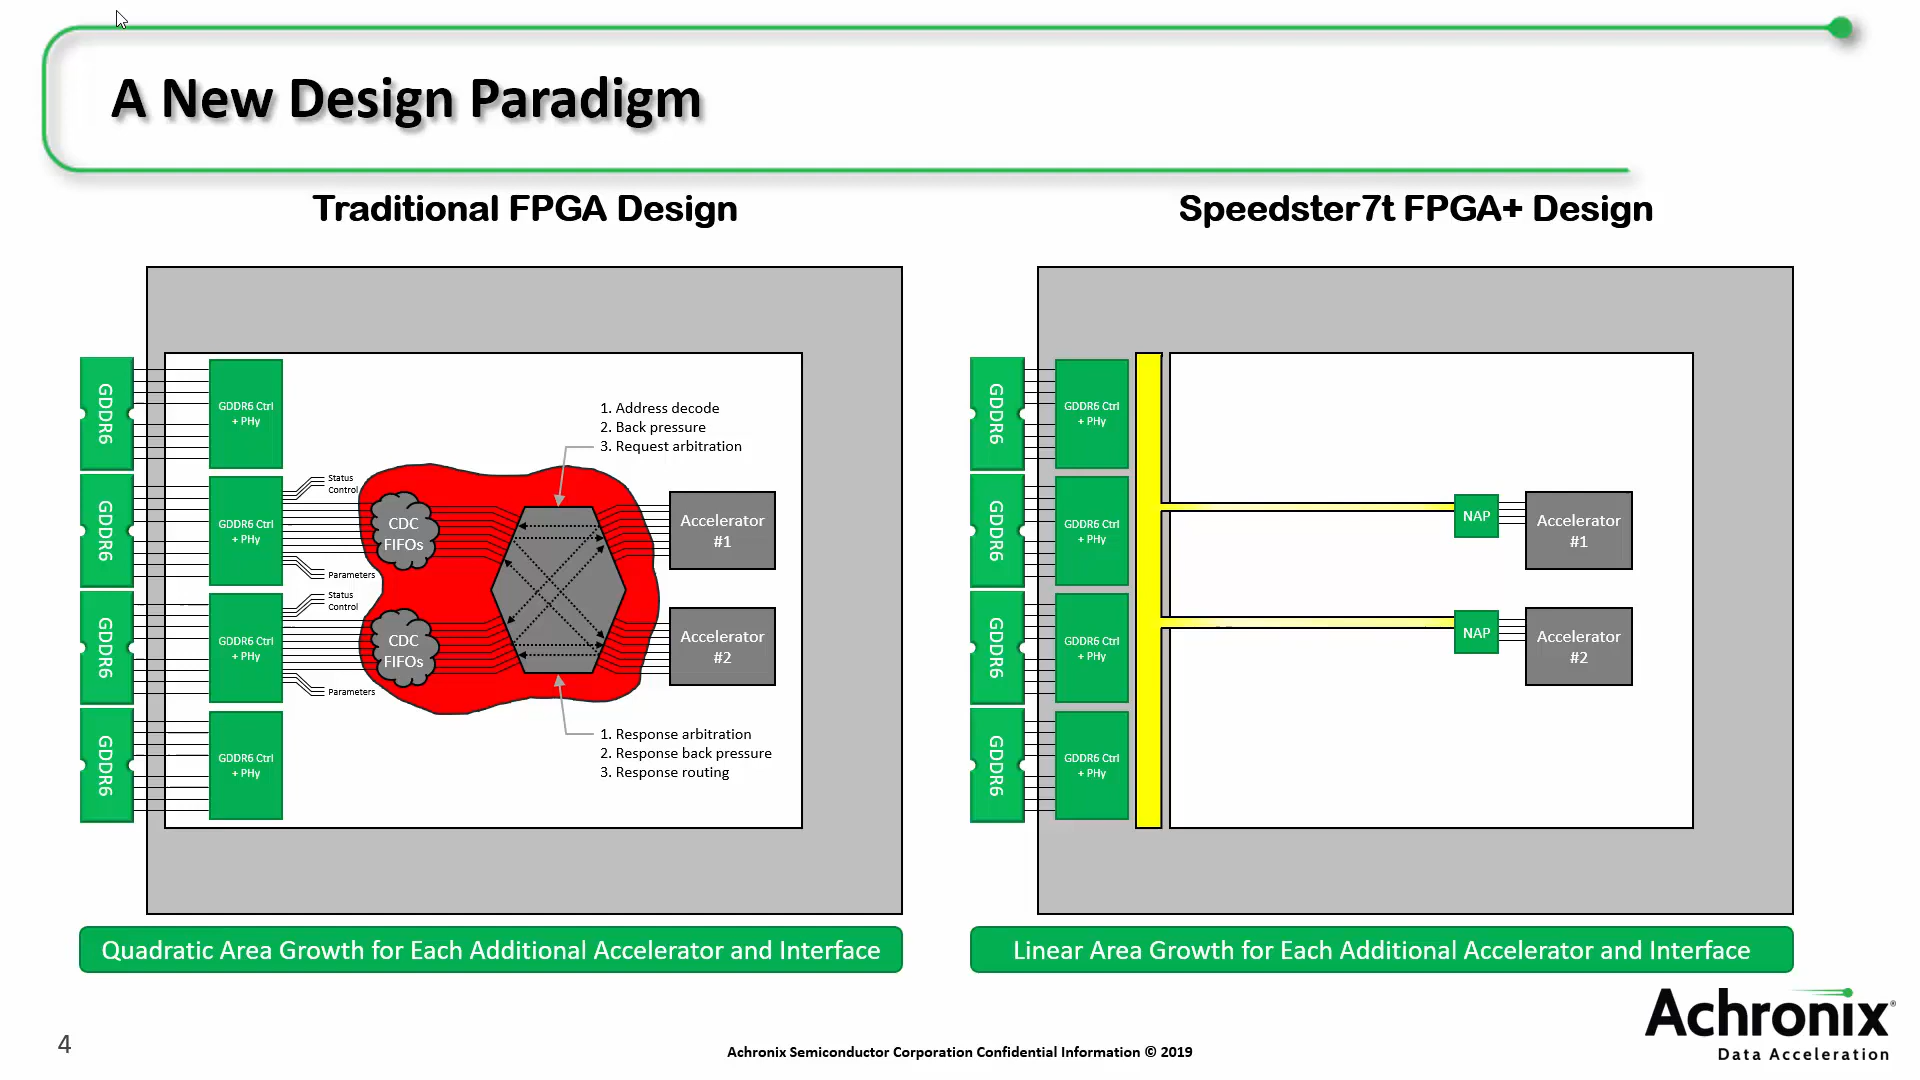 A New Design Paradigm
Traditional FPGA Design
GDDR6
GDDR6
GDDR6
GDDR6
GDDR6 Ctrl
+ PHy
GDDR6 Ctrl
+ PHy
GDDR6 Ctrl
+ PHy
GDDR6 Ctrl
+ PHy
Status
Control
Parameters
Status
Control
Parameters
CDC
FIFOs
CDC
FIFOs
1. Address decode
2. Back pressure
3. Request arbitration
Accelerator
#1
Accelerator
#2
1. Response arbitration
2. Response back pressure
3. Response routing
Quadratic Area Growth for Each Additional Accelerator and Interface
Speedster7t FPGA+ Design
GDDR6
GDDR6
GDDR6
GDDR6
GDDR6 Ctrl
+ PHy
GDDR6 Ctrl
+ PHy
GDDR6 Ctrl
+ PHy
GDDR6 Ctrl
+ PHy
NAP
Accelerator
#1
NAP
Accelerator
#2
Linear Area Growth for Each Additional Accelerator and Interface
4
Achronix Semiconductor Corporation Confidential Information © 2019
Achronix®
Data Acceleration